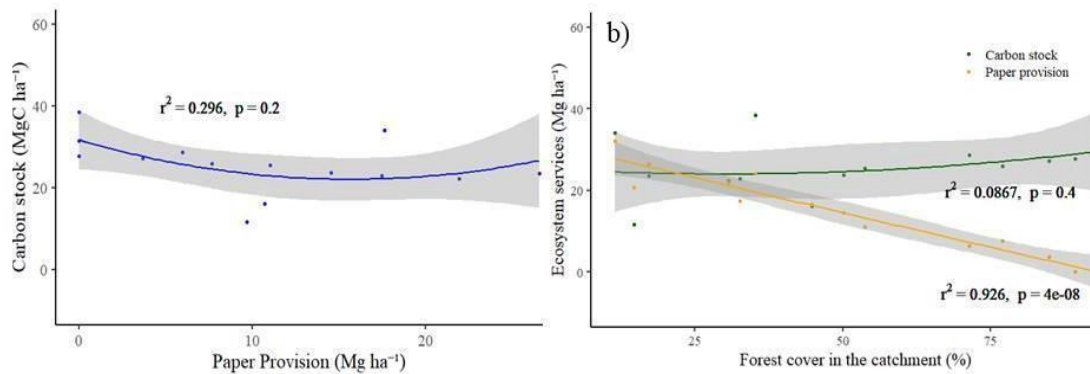 60
40
20
0
Carbon stock (MgC ha⁻¹)
r² = 0.296, p = 0.2
0 10 20
Paper Provision (Mg ha⁻¹)
b)
60
40
20
0
Ecosystem services (Mg ha⁻¹)
Carbon stock
Paper provision
r² = 0.0867, p = 0.4
r² = 0.926, p = 4e-08
25 50 75
Forest cover in the catchment (%)